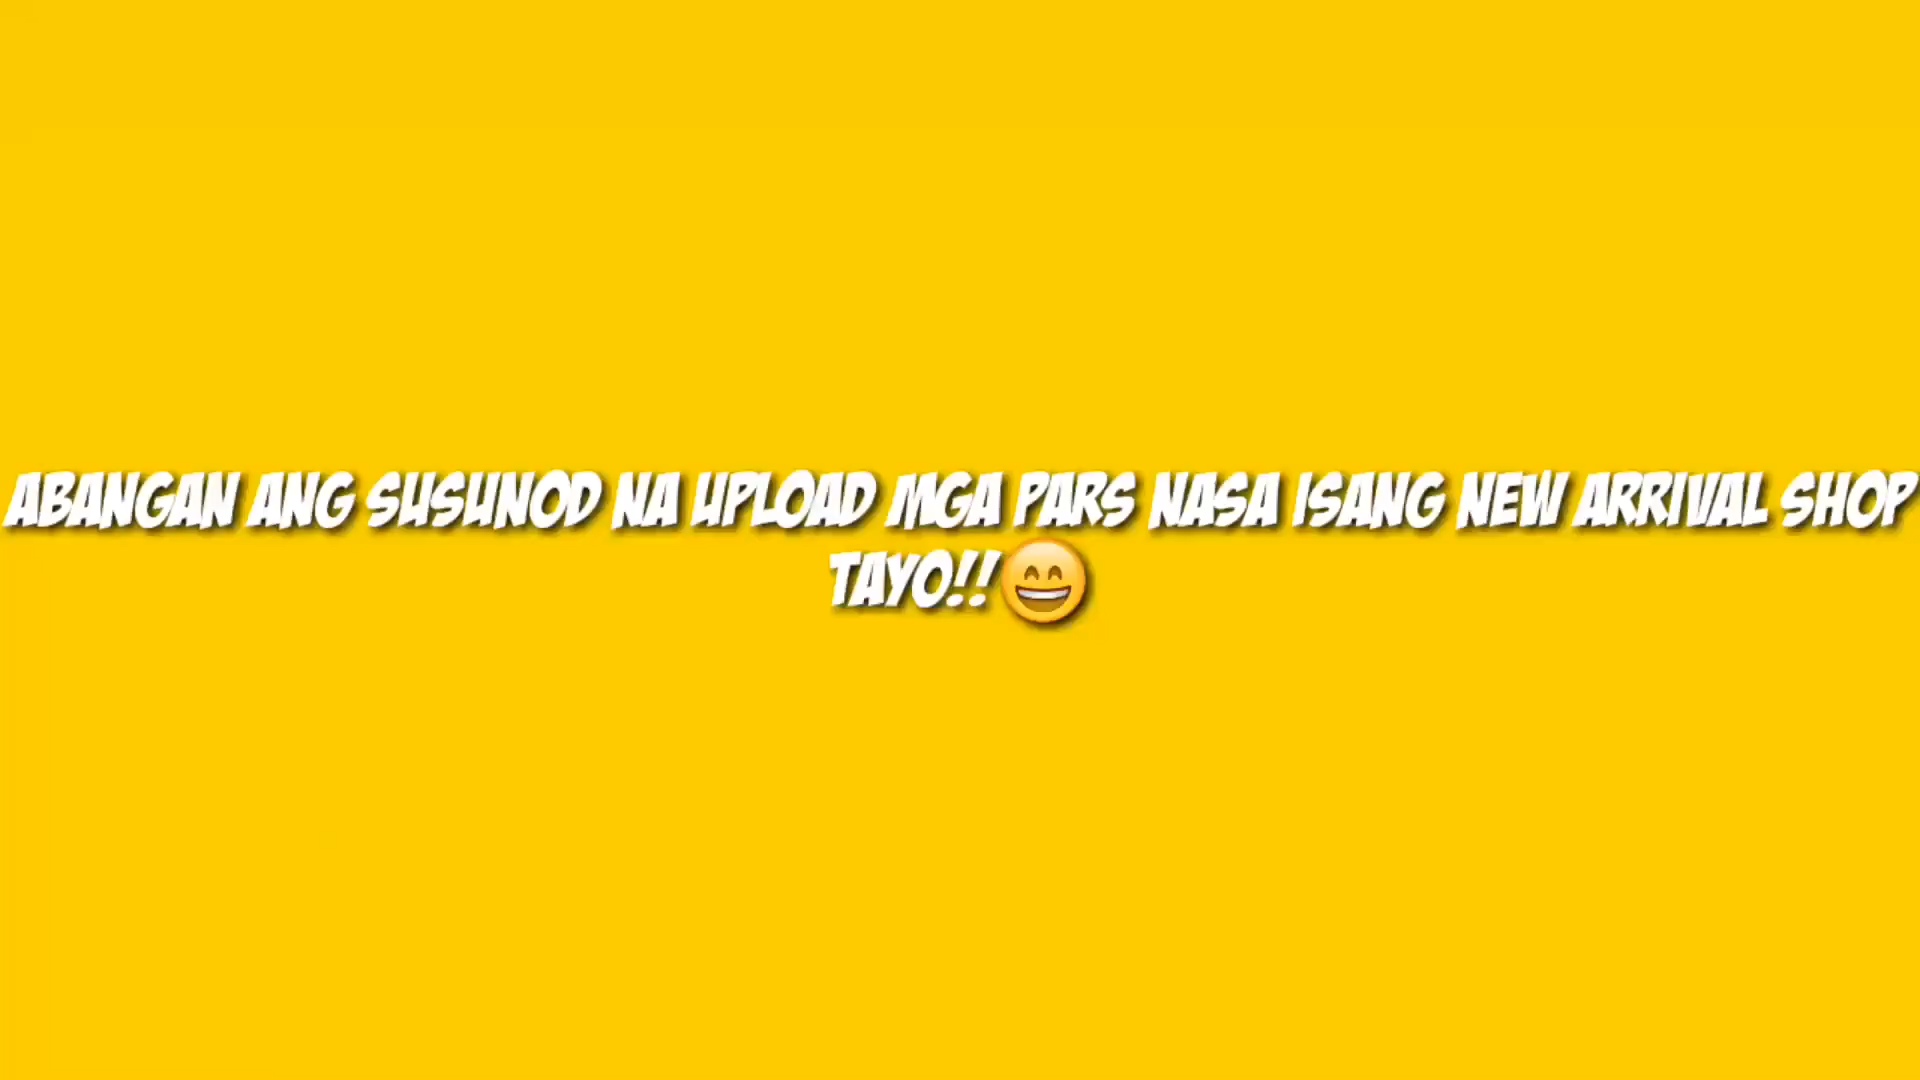 ABANGAN ANG SUSUNOD NA UPLOAD MGA PARS NASA ISANG NEW ARRIVAL SHOP
TAYO!!😄